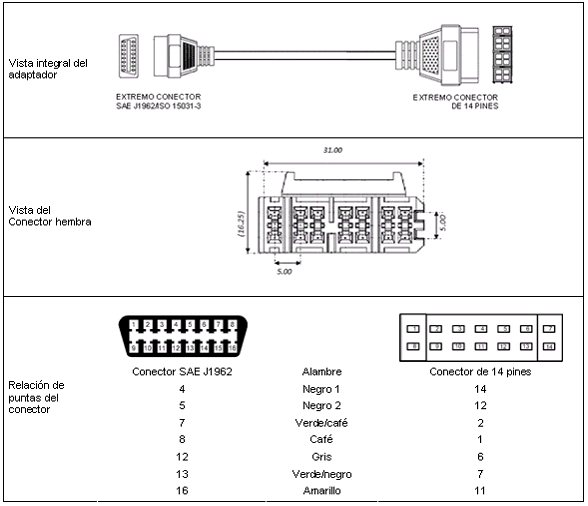 Vista integral del
adaptador
EXTREMO CONECTOR
SAE J1962/ISO 15031-3
EXTREMO CONECTOR
DE 14 PINES
Vista del
Conector hembra
31.00
(16.25)
5.00
5.00
Relación de
puntas del
conector
1 2 3 4 5 6 7 8
9 10 11 12 13 14 15 16
1 2 3 4 5 6 7
8 9 10 11 12 13 14
Conector SAE J1962 Alambre Conector de 14 pines
4 Negro 1 14
5 Negro 2 12
7 Verde/café 2
8 Café 1
12 Gris 6
13 Verde/negro 7
16 Amarillo 11